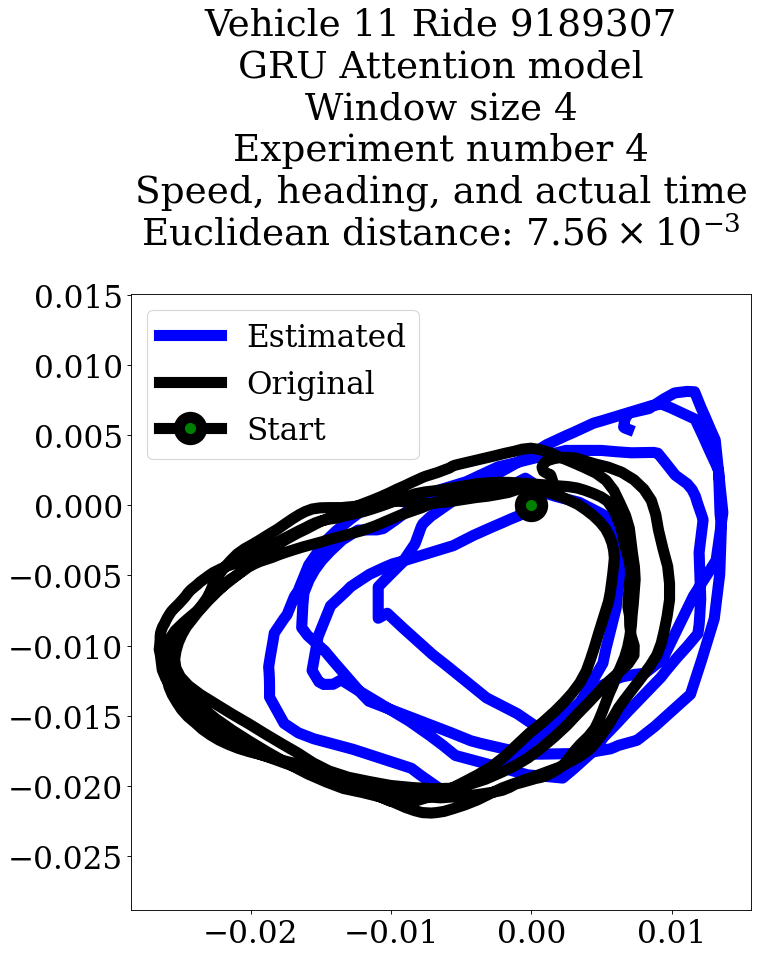 Vehicle 11 Ride 9189307
GRU Attention model
Window size 4
Experiment number 4
Speed, heading, and actual time
Euclidean distance: 7.56 × 10⁻³
0.015
0.010
0.005
0.000
−0.005
−0.010
−0.015
−0.020
−0.025
Estimated
Original
Start
−0.02 −0.01 0.00 0.01